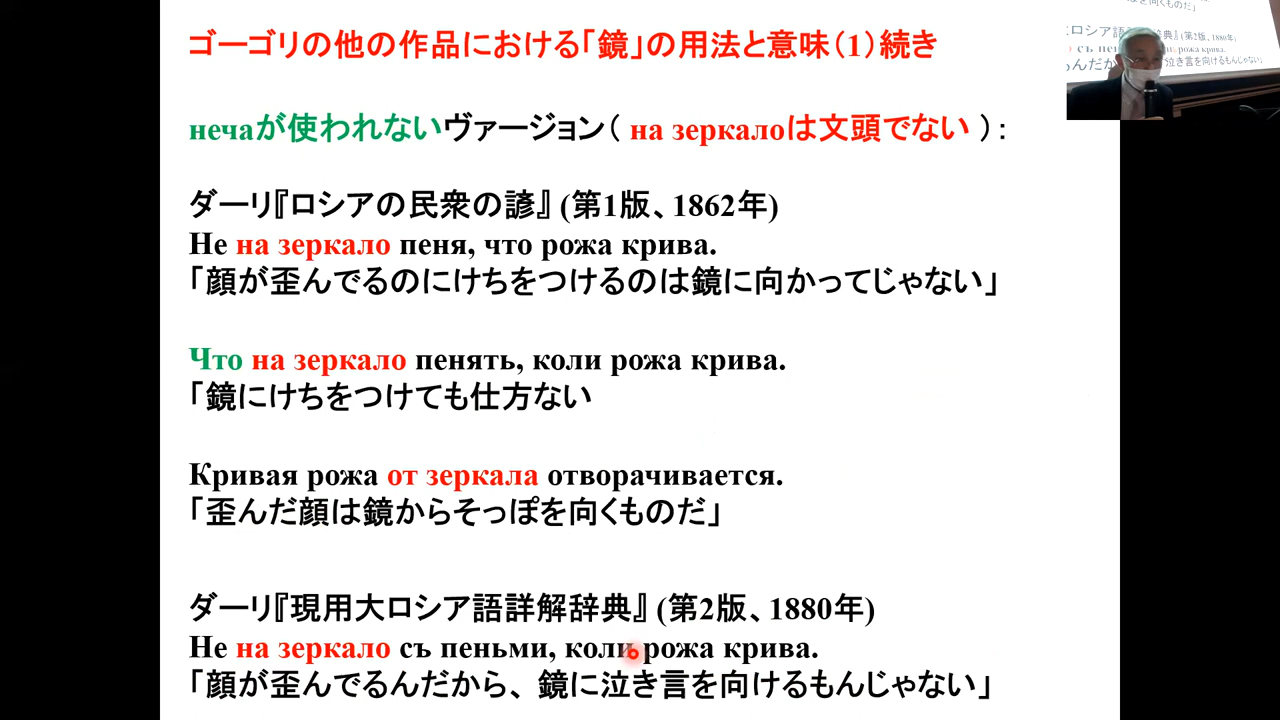 ゴーゴリの他の作品における「鏡」の用法と意味（1）続き
нечаが使われないヴァージョン（ на зеркалоは文頭でない ）：
ダーリ『ロシアの民衆の諺』 (第1版、1862年)
Не на зеркало пеня, что рожа крива.
「顔が歪んでるのにけちをつけるのは鏡に向かってじゃない」
Что на зеркало пенять, коли рожа крива.
「鏡にけちをつけても仕方ない
Кривая рожа от зеркала отворачивается.
「歪んだ顔は鏡からそっぽを向くものだ」
ダーリ『現用大ロシア語詳解辞典』 (第2版、1880年)
Не на зеркало съ пеньми, коли рожа крива.
「顔が歪んでるんだから、鏡に泣き言を向けるもんじゃない」